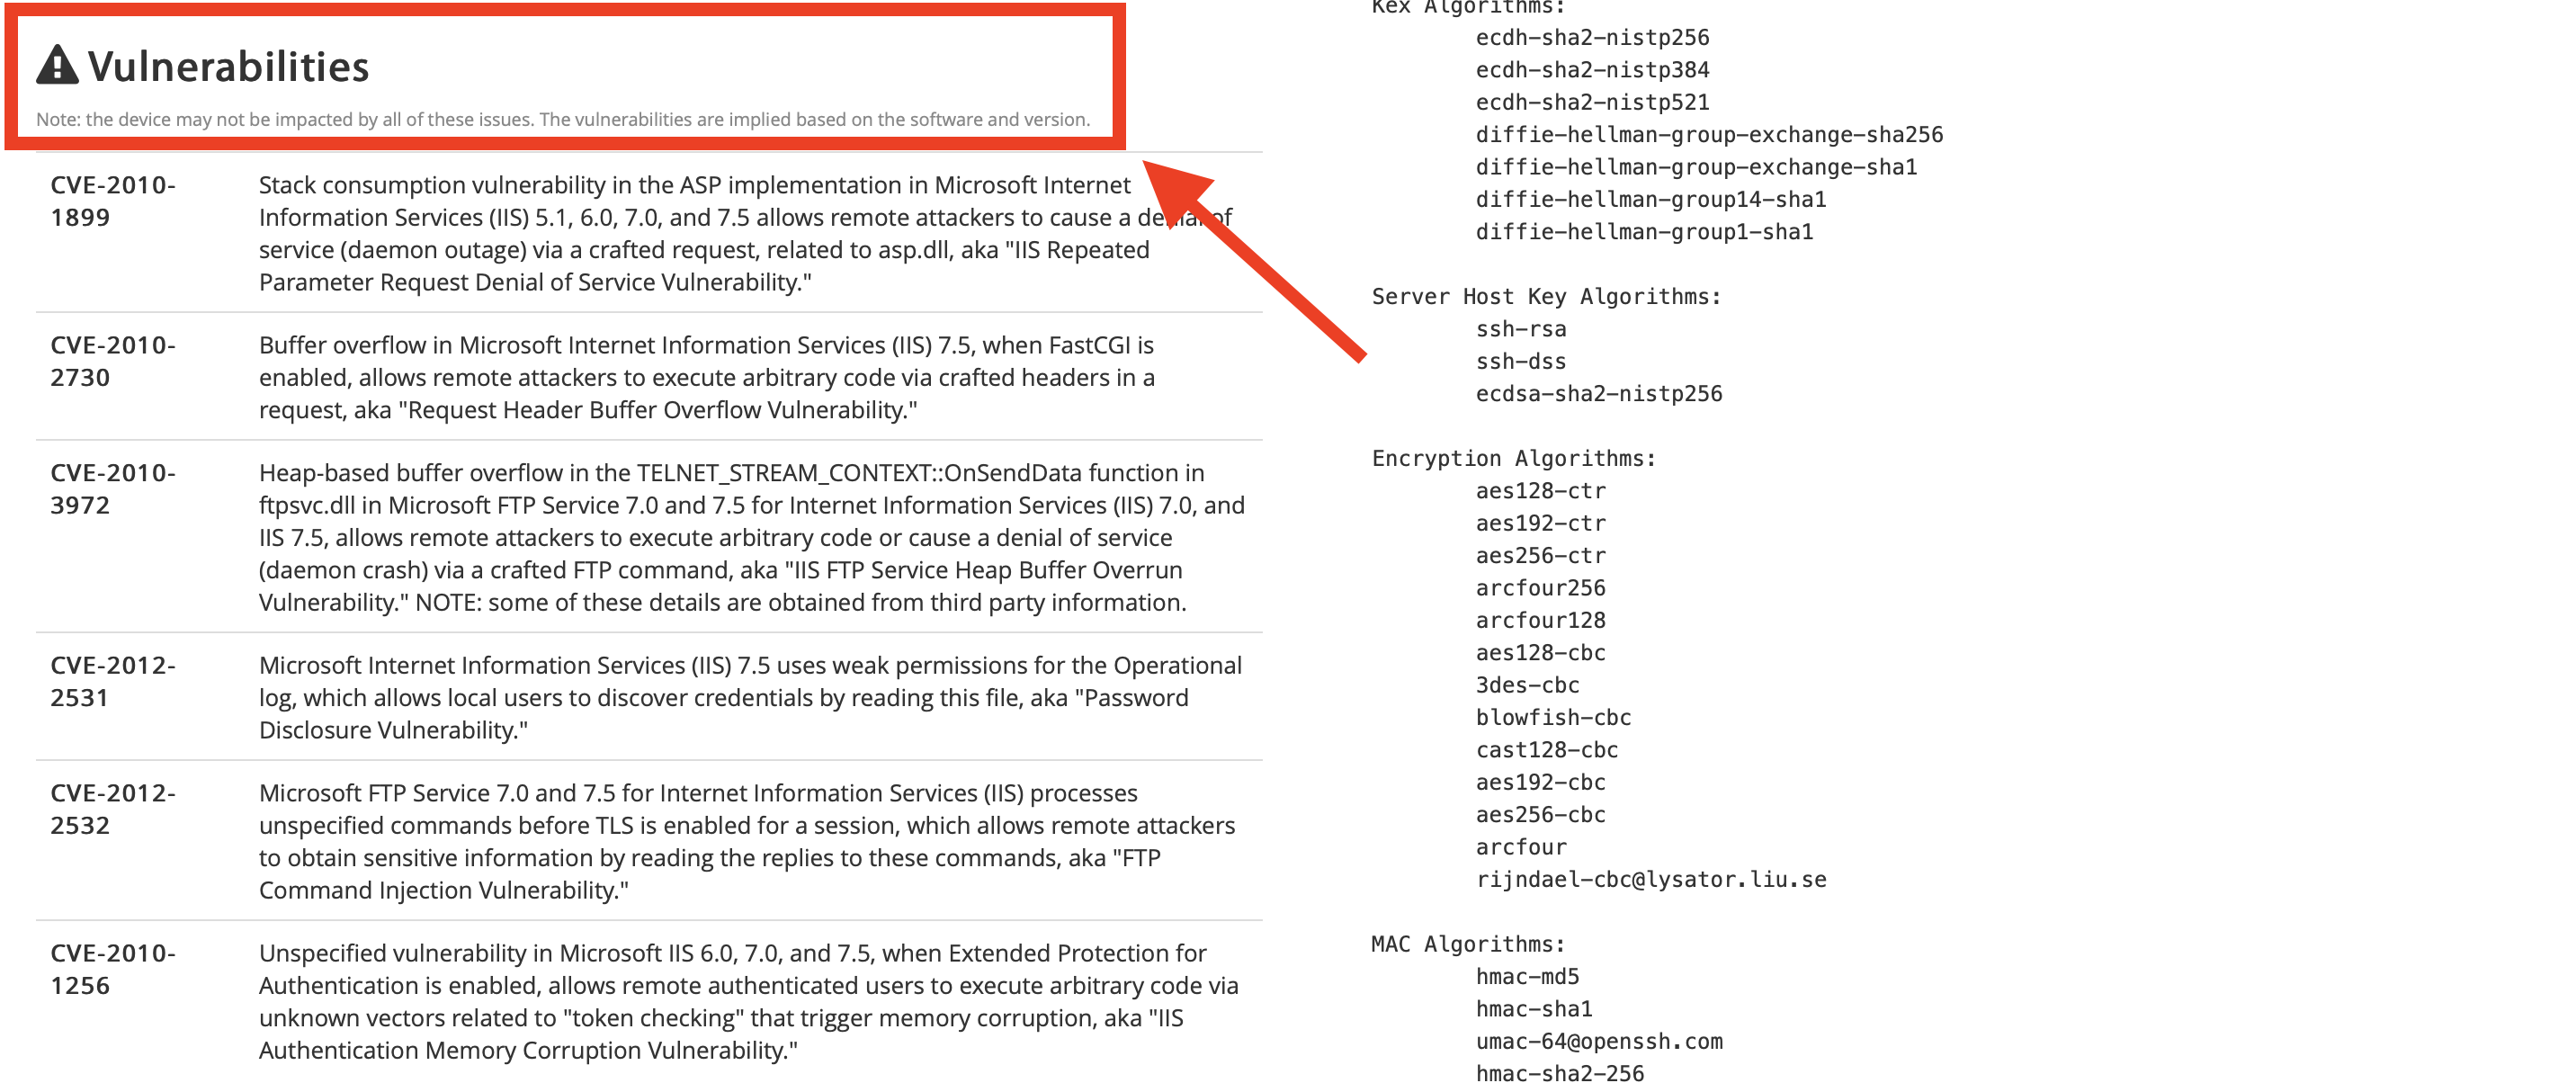 Vulnerabilities
Note: the device may not be impacted by all of these issues. The vulnerabilities are implied based on the software and version.
CVE-2010-
1899
Stack consumption vulnerability in the ASP implementation in Microsoft Internet
Information Services (IIS) 5.1, 6.0, 7.0, and 7.5 allows remote attackers to cause a denial of
service (daemon outage) via a crafted request, related to asp.dll, aka "IIS Repeated
Parameter Request Denial of Service Vulnerability."
CVE-2010-
2730
Buffer overflow in Microsoft Internet Information Services (IIS) 7.5, when FastCGI is
enabled, allows remote attackers to execute arbitrary code via crafted headers in a
request, aka "Request Header Buffer Overflow Vulnerability."
CVE-2010-
3972
Heap-based buffer overflow in the TELNET_STREAM_CONTEXT::OnSendData function in
ftpsvc.dll in Microsoft FTP Service 7.0 and 7.5 for Internet Information Services (IIS) 7.0, and
IIS 7.5, allows remote attackers to execute arbitrary code or cause a denial of service
(daemon crash) via a crafted FTP command, aka "IIS FTP Service Heap Buffer Overrun
Vulnerability." NOTE: some of these details are obtained from third party information.
CVE-2012-
2531
Microsoft Internet Information Services (IIS) 7.5 uses weak permissions for the Operational
log, which allows local users to discover credentials by reading this file, aka "Password
Disclosure Vulnerability."
CVE-2012-
2532
Microsoft FTP Service 7.0 and 7.5 for Internet Information Services (IIS) processes
unspecified commands before TLS is enabled for a session, which allows remote attackers
to obtain sensitive information by reading the replies to these commands, aka "FTP
Command Injection Vulnerability."
CVE-2010-
1256
Unspecified vulnerability in Microsoft IIS 6.0, 7.0, and 7.5, when Extended Protection for
Authentication is enabled, allows remote authenticated users to execute arbitrary code via
unknown vectors related to "token checking" that trigger memory corruption, aka "IIS
Authentication Memory Corruption Vulnerability."
Kex Algorithms:
ecdh-sha2-nistp256
ecdh-sha2-nistp384
ecdh-sha2-nistp521
diffie-hellman-group-exchange-sha256
diffie-hellman-group-exchange-sha1
diffie-hellman-group14-sha1
diffie-hellman-group1-sha1
Server Host Key Algorithms:
ssh-rsa
ssh-dss
ecdsa-sha2-nistp256
Encryption Algorithms:
aes128-ctr
aes192-ctr
aes256-ctr
arcfour256
arcfour128
aes128-cbc
3des-cbc
blowfish-cbc
cast128-cbc
aes192-cbc
aes256-cbc
arcfour
rijndael-cbc@lysator.liu.se
MAC Algorithms:
hmac-md5
hmac-sha1
umac-64@openssh.com
hmac-sha2-256